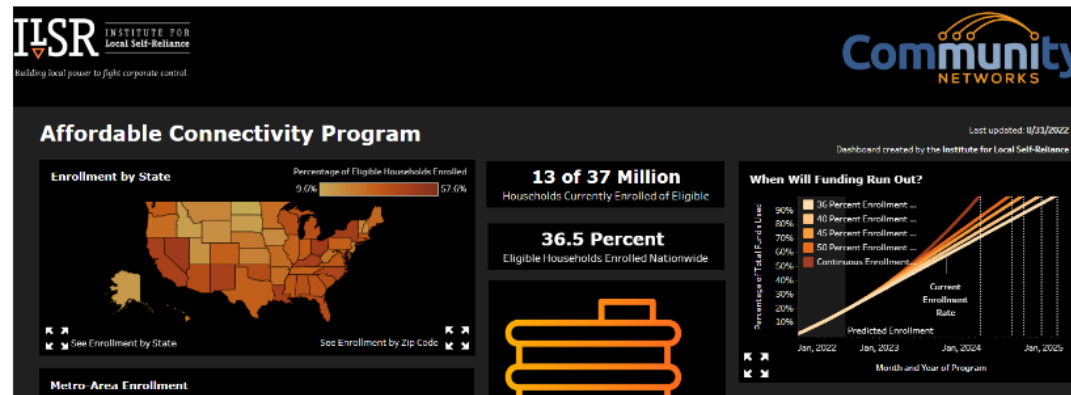 ILSR
INSTITUTE FOR
Local Self-Reliance
Building local power to fight corporate control.
Community
NETWORKS
Affordable Connectivity Program
Last updated: 8/31/2022
Dashboard created by the Institute for Local Self-Reliance
Enrollment by State
Percentage of Eligible Households Enrolled
9.6%
57.6%
See Enrollment by State
See Enrollment by Zip Code
Metro-Area Enrollment
13 of 37 Million
Households Currently Enrolled of Eligible
36.5 Percent
Eligible Households Enrolled Nationwide
When Will Funding Run Out?
Percentage of Total Funds Used
90%
80%
70%
60%
50%
40%
30%
20%
10%
36 Percent Enrollment ...
40 Percent Enrollment ...
45 Percent Enrollment ...
50 Percent Enrollment ...
Continuous Enrollment ...
Current
Enrollment
Rate
Predicted Enrollment
Jan, 2022
Jan, 2023
Jan, 2024
Jan, 2025
Month and Year of Program